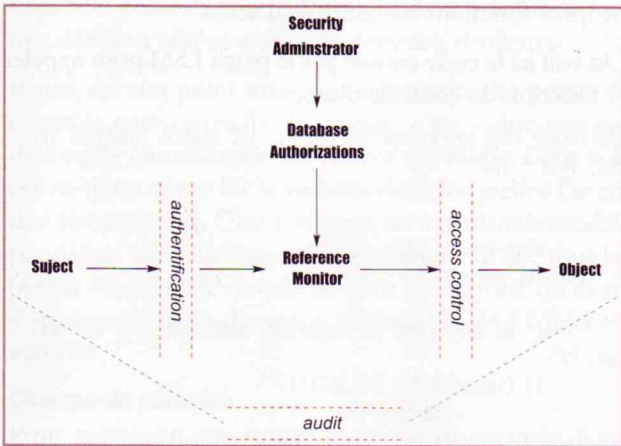 Security
Adminstrator
Database
Authorizations
Suject
authentification
Reference
Monitor
access control
Object
audit